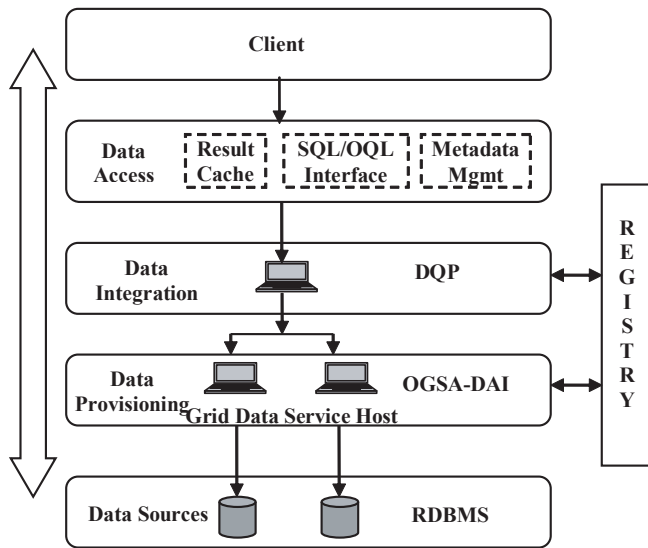 Client
Data
Access
Result
Cache
SQL/OQL
Interface
Metadada
Mgmt
Data
Integration
DQP
Data
Provisioning
OGSA-DAI
Grid Data Service Host
Data Sources
RDBMS
R
E
G
I
S
T
R
Y